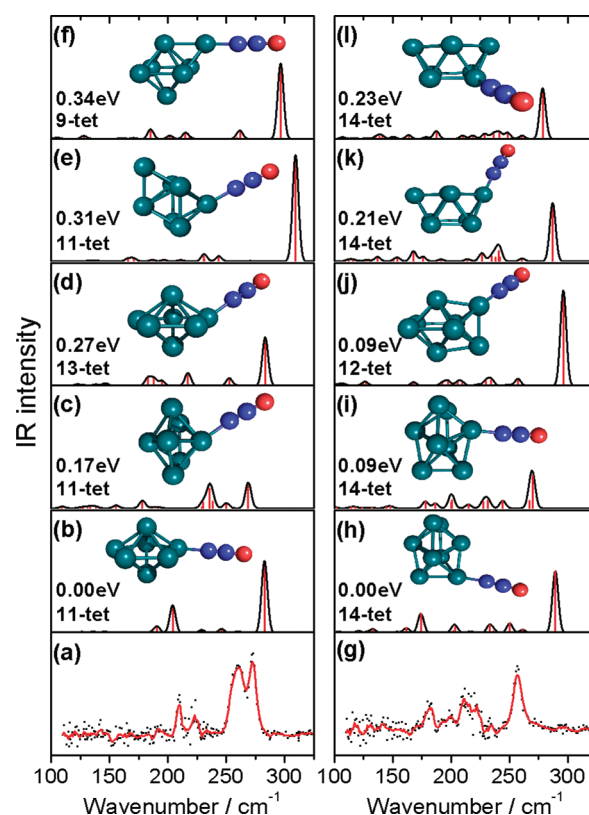 IR intensity
(f)
0.34eV
9-tet
(e)
0.31eV
11-tet
(d)
0.27eV
13-tet
(c)
0.17eV
11-tet
(b)
0.00eV
11-tet
(a)
100 150 200 250 300
Wavenumber / cm⁻¹
(l)
0.23eV
14-tet
(k)
0.21eV
14-tet
(j)
0.09eV
12-tet
(i)
0.09eV
14-tet
(h)
0.00eV
14-tet
(g)
100 150 200 250 300
Wavenumber / cm⁻¹